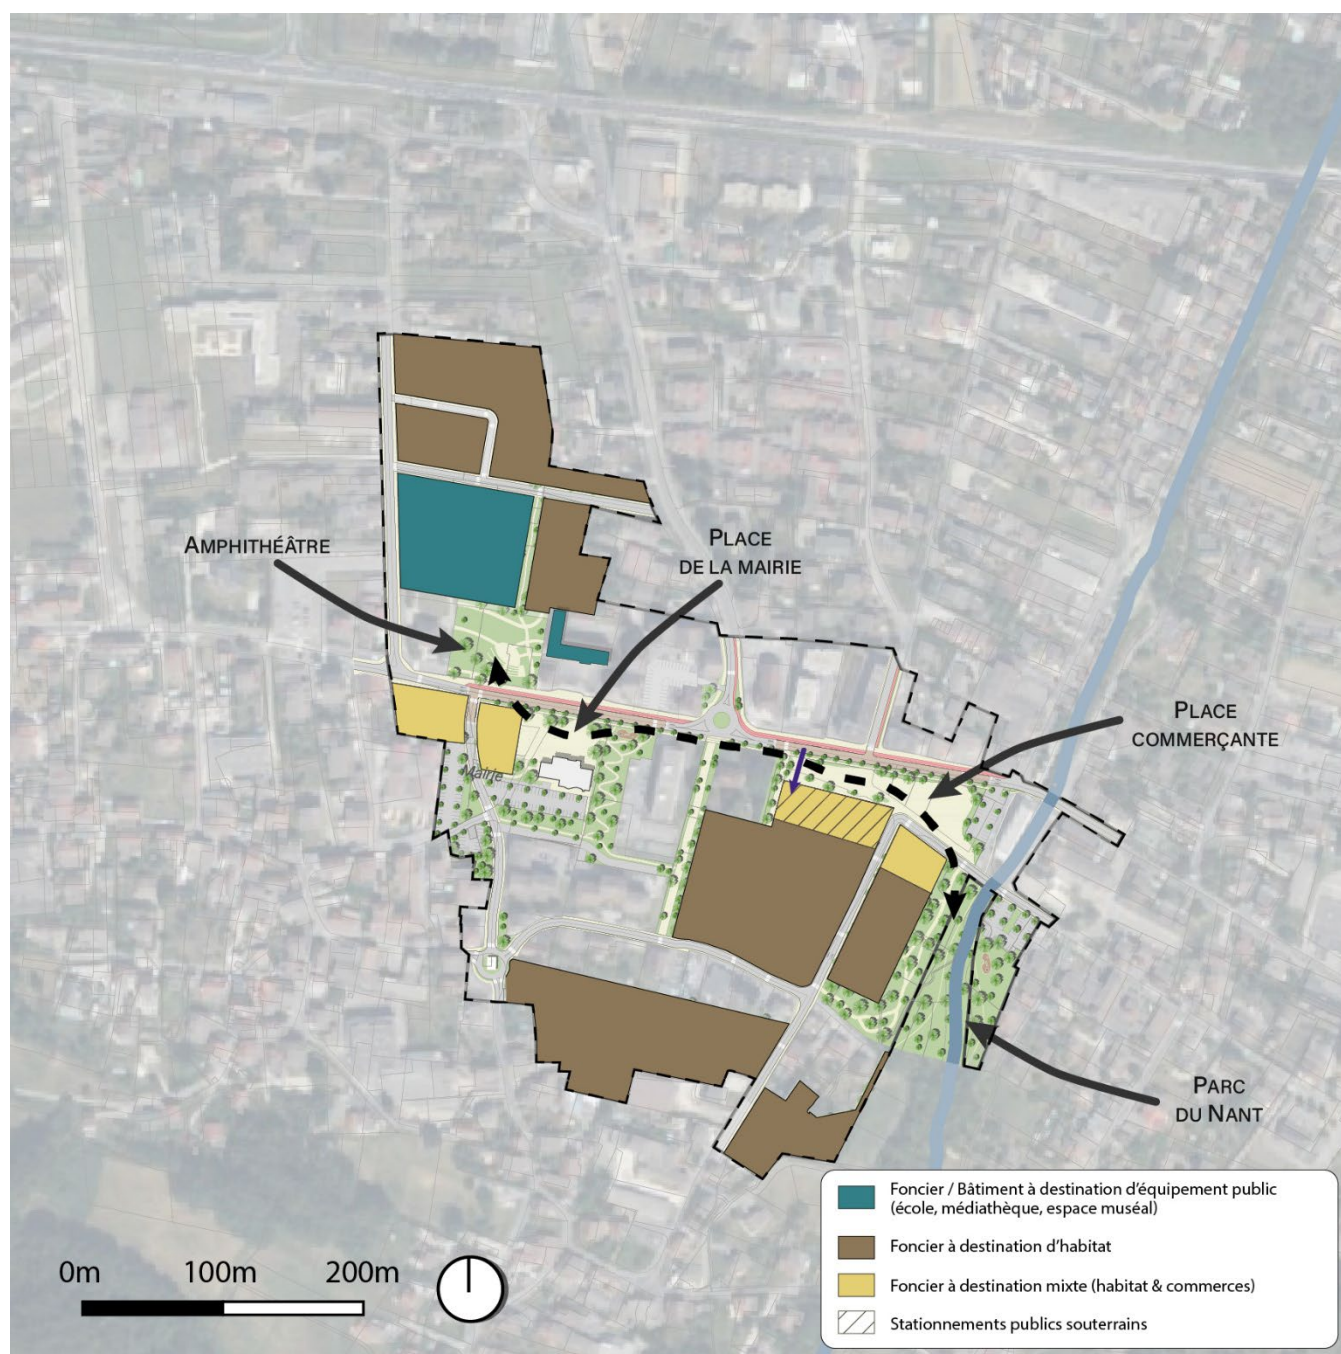 AMPHITHÉÂTRE
PLACE
DE LA MAIRIE
PLACE
COMMERÇANTE
Mairie
PARC
DU NANT
Foncier / Bâtiment à destination d'équipement public
(école, médiathèque, espace muséal)
Foncier à destination d'habitat
Foncier à destination mixte (habitat & commerces)
Stationnements publics souterrains
0m 100m 200m